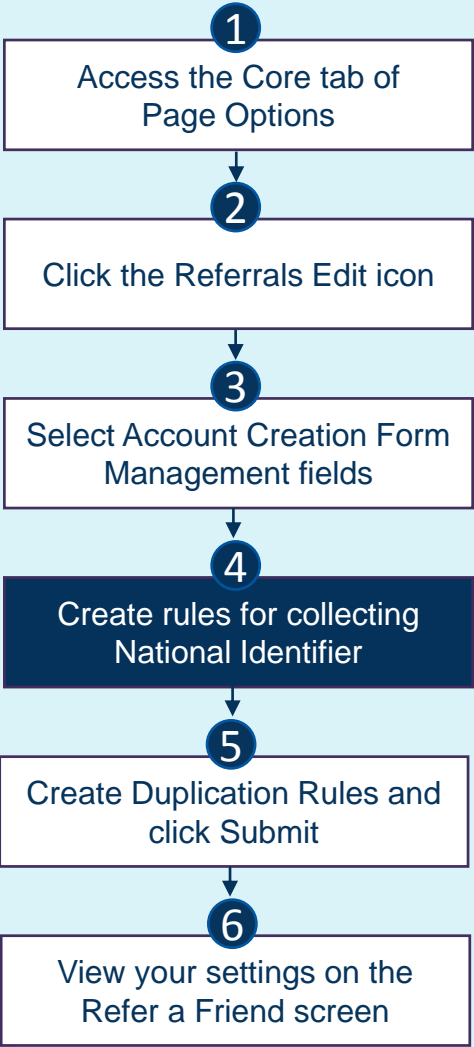 1
Access the Core tab of
Page Options
2
Click the Referrals Edit icon
3
Select Account Creation Form
Management fields
4
Create rules for collecting
National Identifier
5
Create Duplication Rules and
click Submit
6
View your settings on the
Refer a Friend screen